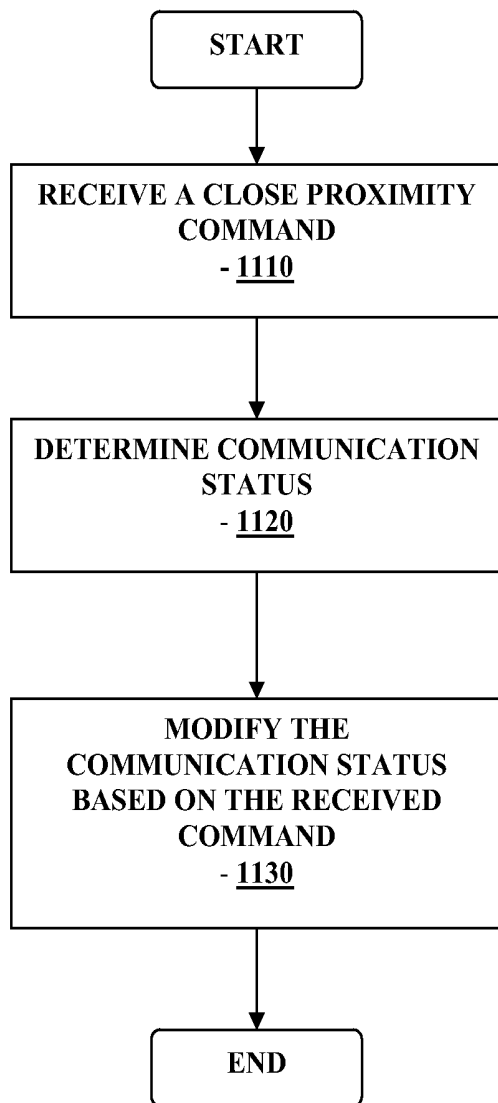 START
RECEIVE A CLOSE PROXIMITY
COMMAND
- 1110
DETERMINE COMMUNICATION
STATUS
- 1120
MODIFY THE
COMMUNICATION STATUS
BASED ON THE RECEIVED
COMMAND
- 1130
END